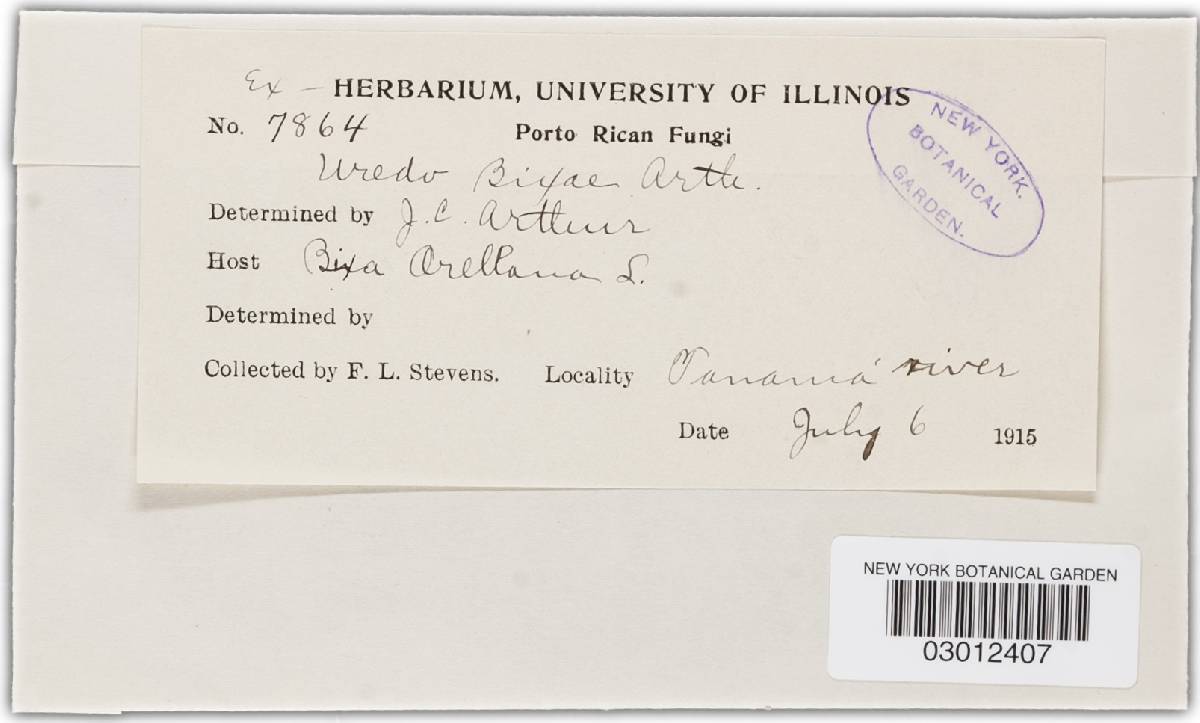 Ex – HERBARIUM, UNIVERSITY OF ILLINOIS
No. 7864 Porto Rican Fungi
Uredo Bixae Arth.
Determined by J. C. Arthur
Host Bixa Orellana L.
Determined by
Collected by F. L. Stevens. Locality Tanamá river
Date July 6 1915
NEW YORK.
BOTANICAL
GARDEN.
NEW YORK BOTANICAL GARDEN
03012407